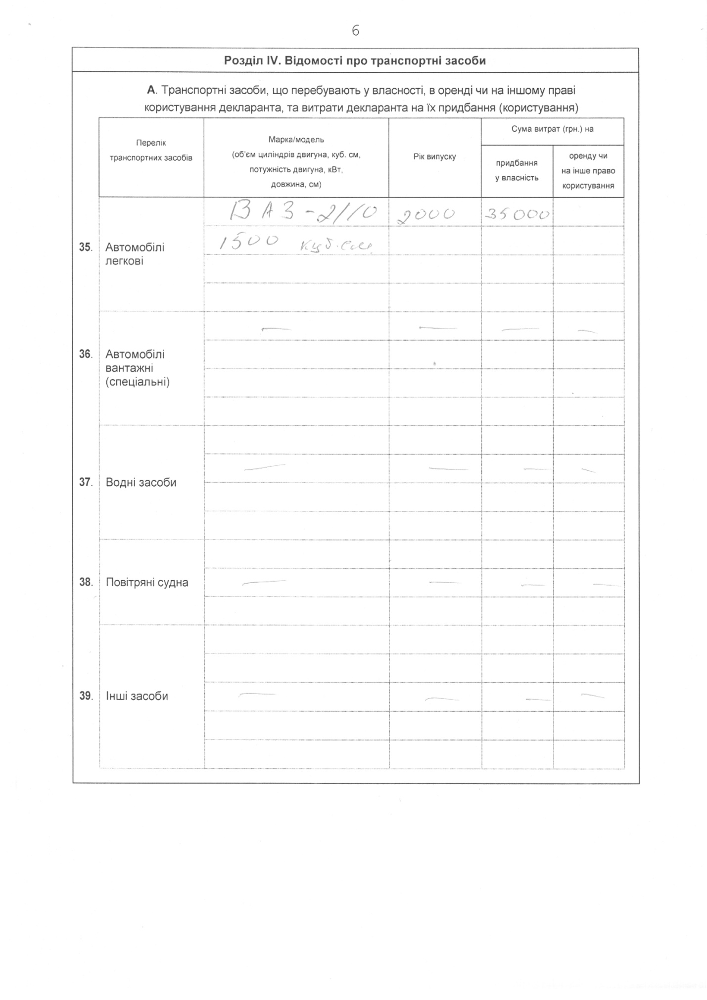 6
Розділ IV. Відомості про транспортні засоби
А. Транспортні засоби, що перебувають у власності, в оренді чи на іншому праві
користування декларанта, та витрати декларанта на їх придбання (користування)
Перелік
транспортних засобів
Марка/модель
(об'єм циліндрів двигуна, куб. см,
потужність двигуна, кВт,
довжина, см)
Рік випуску
Сума витрат (грн.) на
придбання
у власність
оренду чи
на інше право
користування
ВАЗ-2110 2000 35000
1500 куб.см.
35. Автомобілі
легкові
— — — —
36. Автомобілі
вантажні
(спеціальні)
— — — —
37. Водні засоби
38. Повітряні судна — — — —
39. Інші засоби — — — —